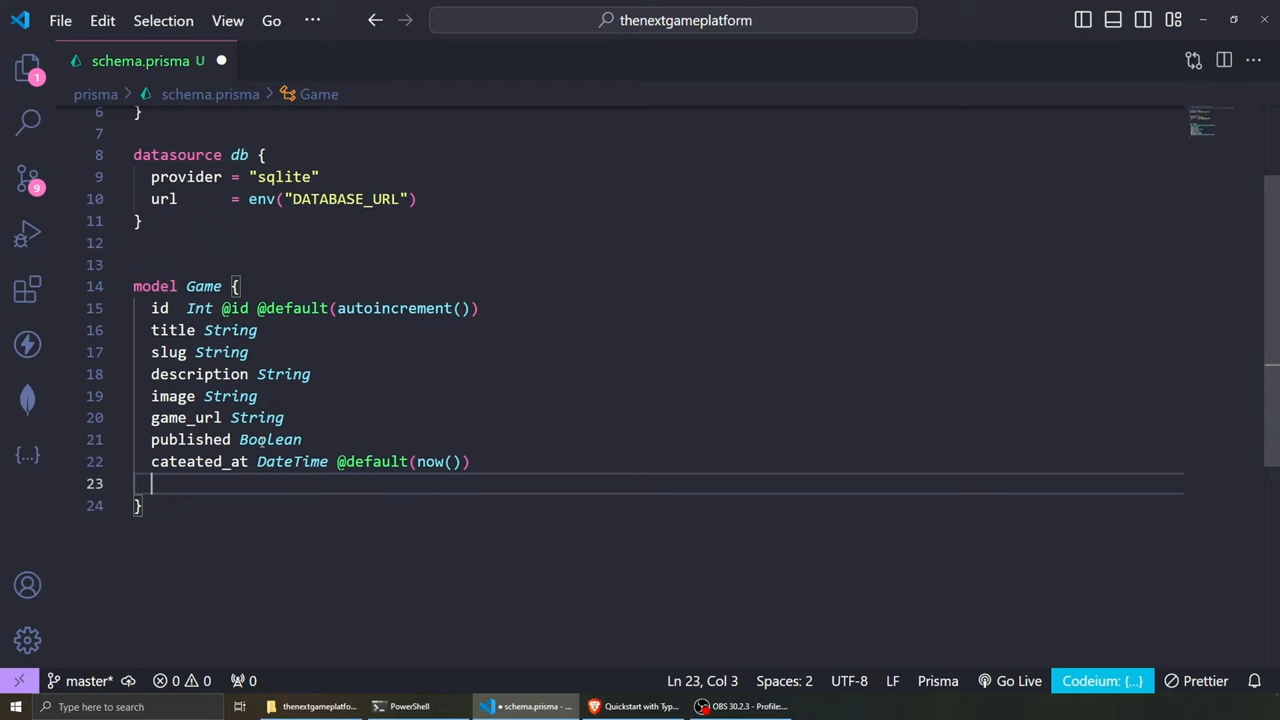 File Edit Selection View Go ··· thenextgameplatform
schema.prisma U
prisma > schema.prisma > Game
1
6 }
7
8 datasource db {
9 provider = "sqlite"
10 url = env("DATABASE_URL")
11 }
12
13
14 model Game {
15 id Int @id @default(autoincrement())
16 title String
17 slug String
18 description String
19 image String
20 game_url String
21 published Boolean
22 cateated_at DateTime @default(now())
23
24 }
9
{...}
master* 0 0 0 Ln 23, Col 3 Spaces: 2 UTF-8 LF Prisma Go Live Codeium: {...} Prettier
Type here to search thenextgameplatfo... PowerShell • schema.prisma - ... Quickstart with Typ... OBS 30.2.3 - Profile:...